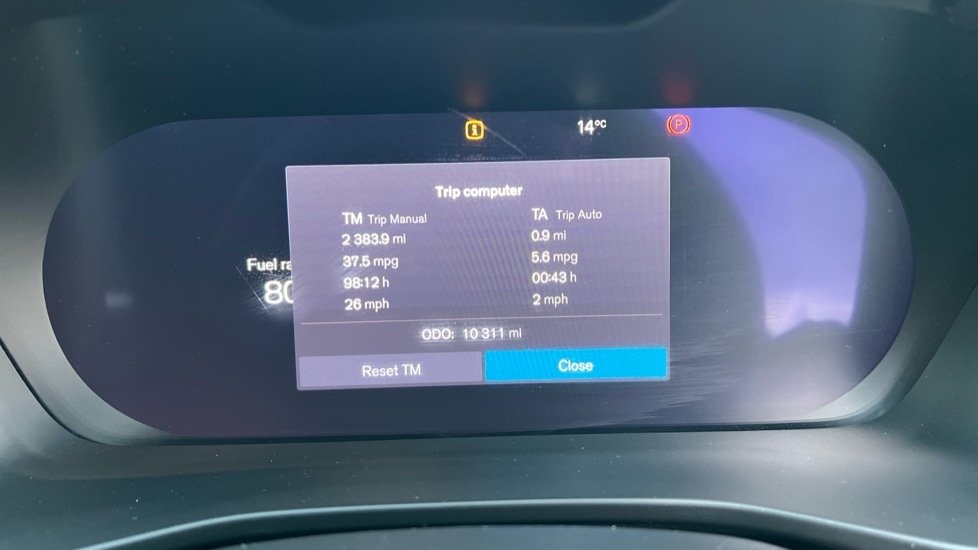 14°C
P
Trip computer
TM Trip Manual
2 383.9 mi
37.5 mpg
98:12 h
26 mph
TA Trip Auto
0.9 mi
5.6 mpg
00:43 h
2 mph
Fuel
ODO: 10 311 mi
Reset TM
Close